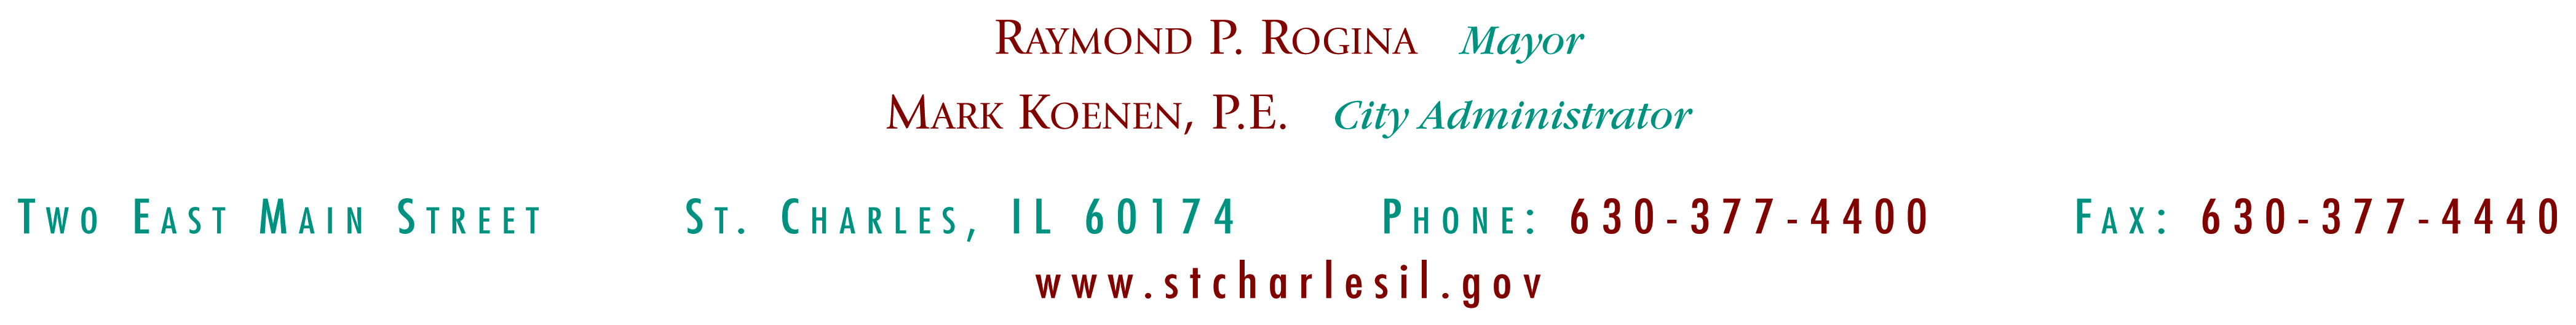 Raymond P. Rogina Mayor
Mark Koenen, P.E. City Administrator
Two East Main Street St. Charles, IL 60174 Phone: 630-377-4400 Fax: 630-377-4440
www.stcharlesil.gov